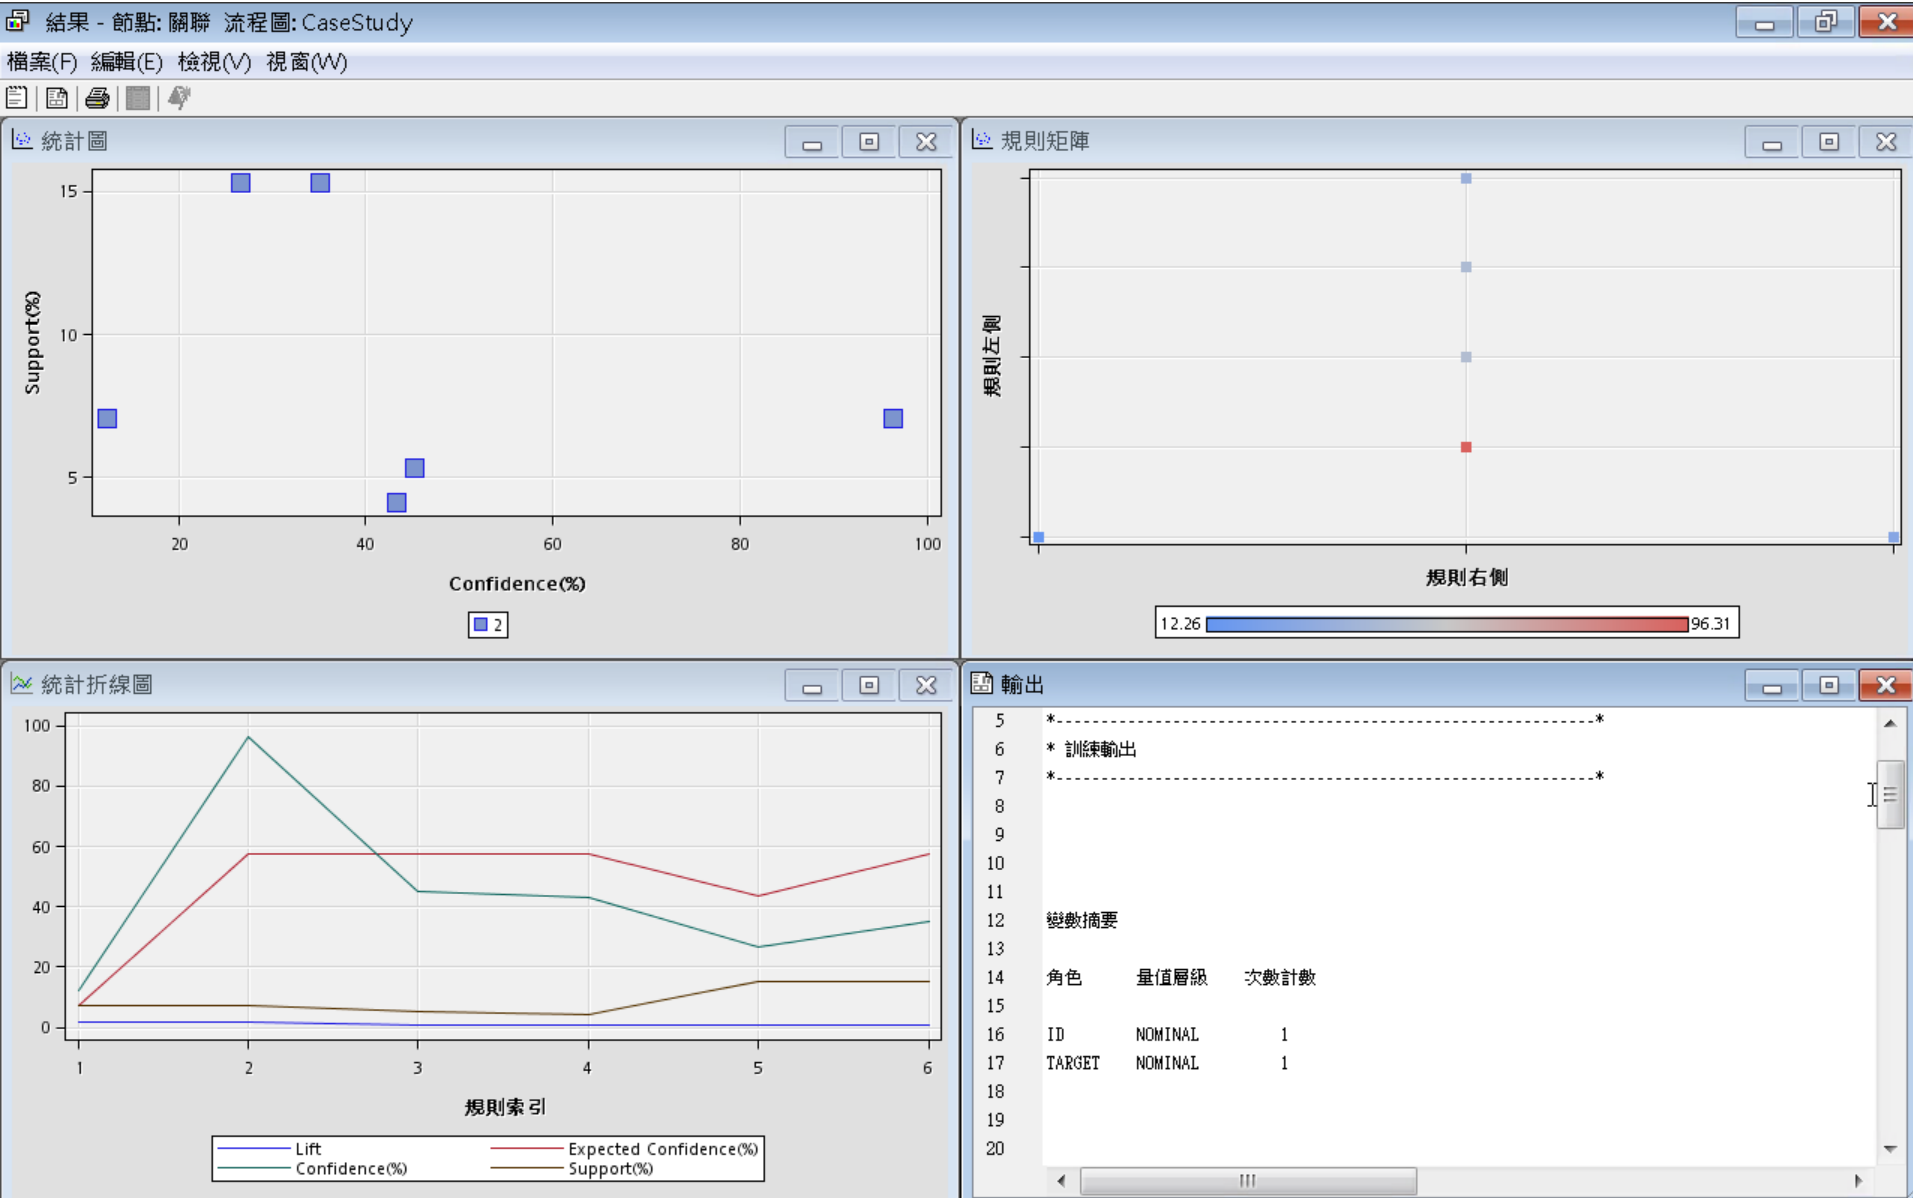 結果 - 節點: 關聯 流程圖: CaseStudy
檔案(F) 編輯(E) 檢視(V) 視窗(W)
統計圖
15
10
5
Support(%)
20 40 60 80 100
Confidence(%)
2
規則矩陣
規則左側
規則右側
12.26 96.31
統計折線圖
100
80
60
40
20
0
1 2 3 4 5 6
規則索引
Lift Expected Confidence(%)
Confidence(%) Support(%)
輸出
5 *------------------------------------------------------------*
6 * 訓練輸出
7 *------------------------------------------------------------*
8
9
10
11
12 變數摘要
13
14 角色 量值層級 次數計數
15
16 ID NOMINAL 1
17 TARGET NOMINAL 1
18
19
20